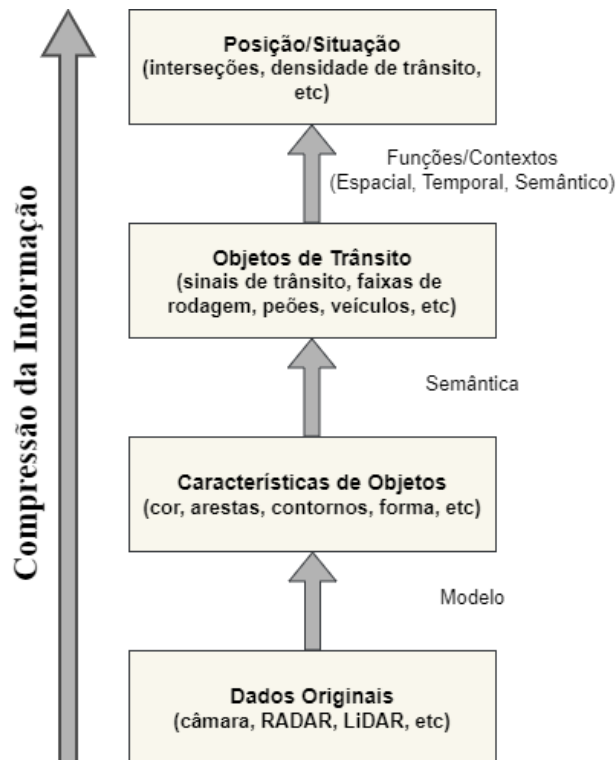 Compressão da Informação
Posição/Situação
(interseções, densidade de trânsito,
etc)
Funções/Contextos
(Espacial, Temporal, Semântico)
Objetos de Trânsito
(sinais de trânsito, faixas de
rodagem, peões, veículos, etc)
Semântica
Caracterísficas de Objetos
(cor, arestas, contornos, forma, etc)
Modelo
Dados Originais
(câmara, RADAR, LiDAR, etc)